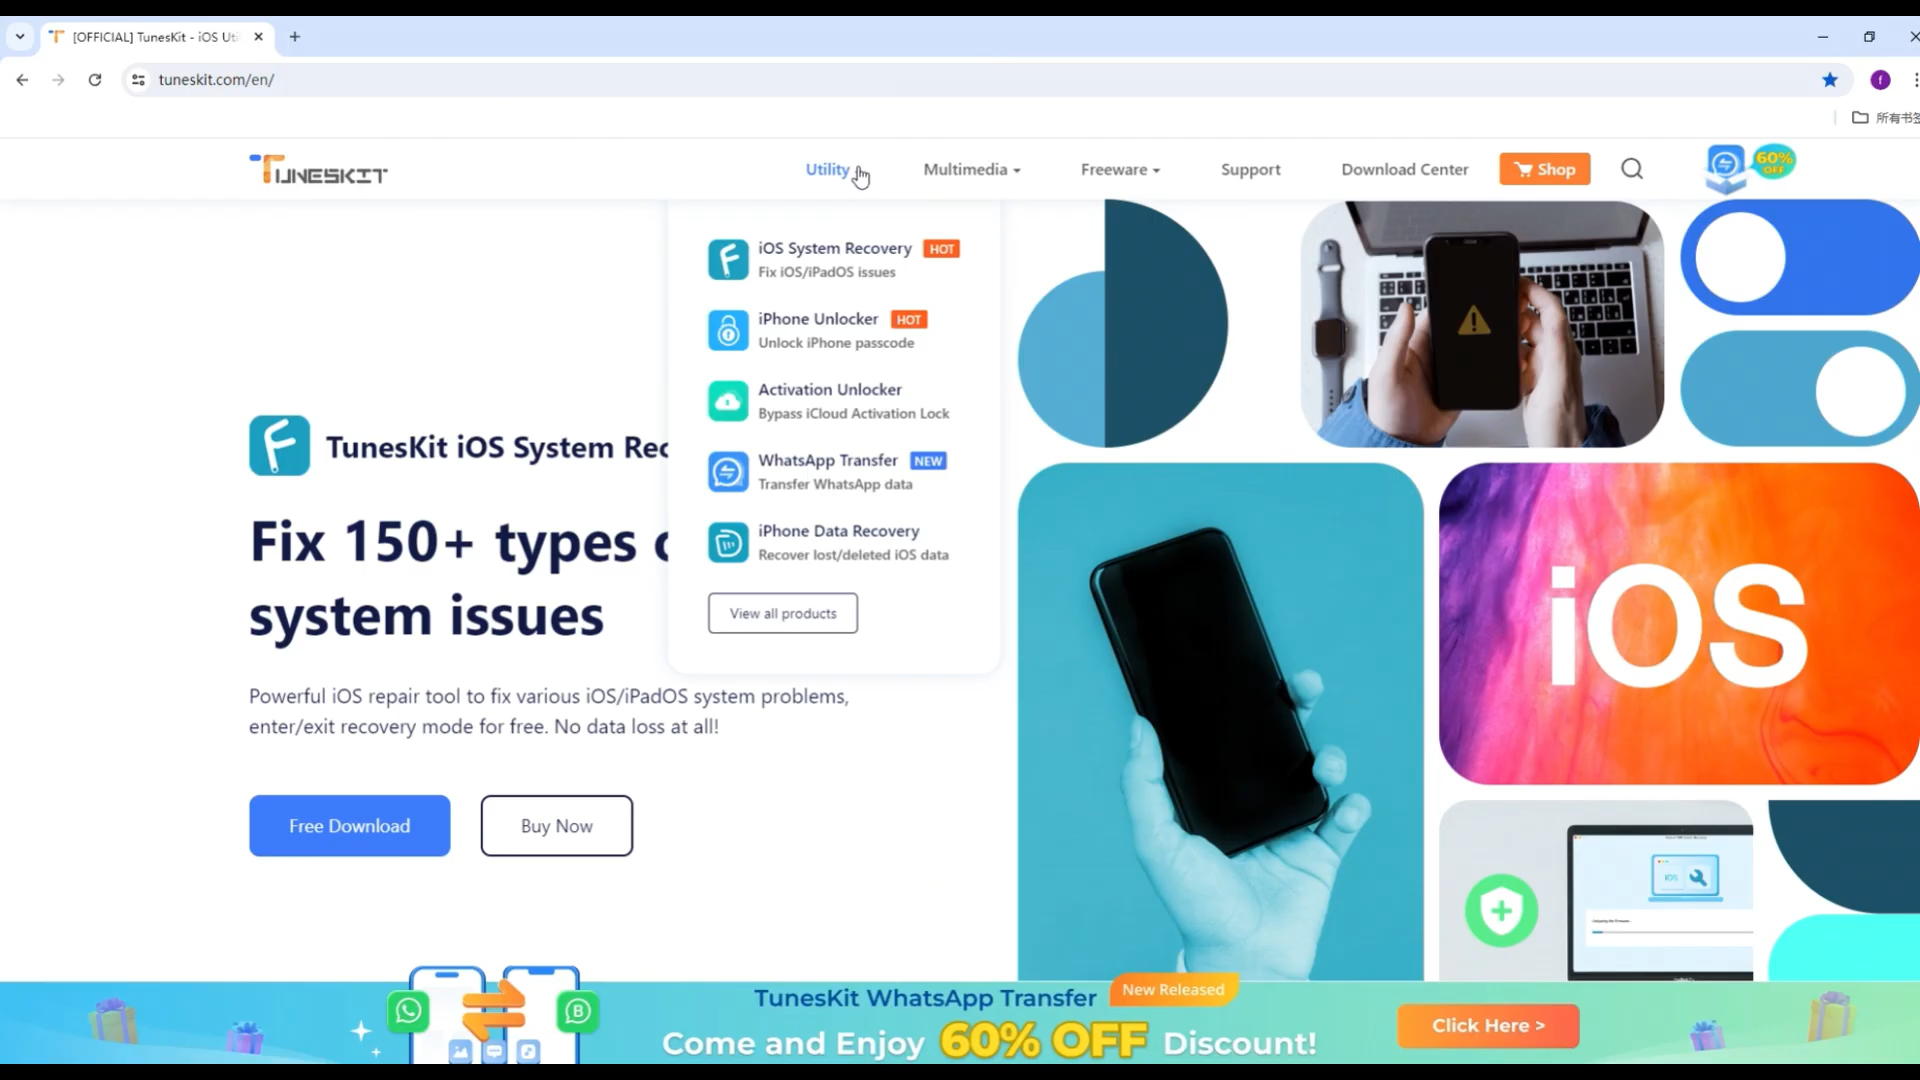 [OFFICIAL] TunesKit - iOS Uti
tuneskit.com/en/
所有书签
TUNESKIT
Utility
Multimedia
Freeware
Support
Download Center
Shop
60%
OFF
iOS System Recovery HOT
Fix iOS/iPadOS issues
iPhone Unlocker HOT
Unlock iPhone passcode
Activation Unlocker
Bypass iCloud Activation Lock
WhatsApp Transfer NEW
Transfer WhatsApp data
iPhone Data Recovery
Recover lost/deleted iOS data
View all products
TunesKit iOS System Rec
Fix 150+ types o
system issues
Powerful iOS repair tool to fix various iOS/iPadOS system problems,
enter/exit recovery mode for free. No data loss at all!
Free Download
Buy Now
iOS
iOS
TunesKit WhatsApp Transfer
New Released
Come and Enjoy 60% OFF Discount!
Click Here >